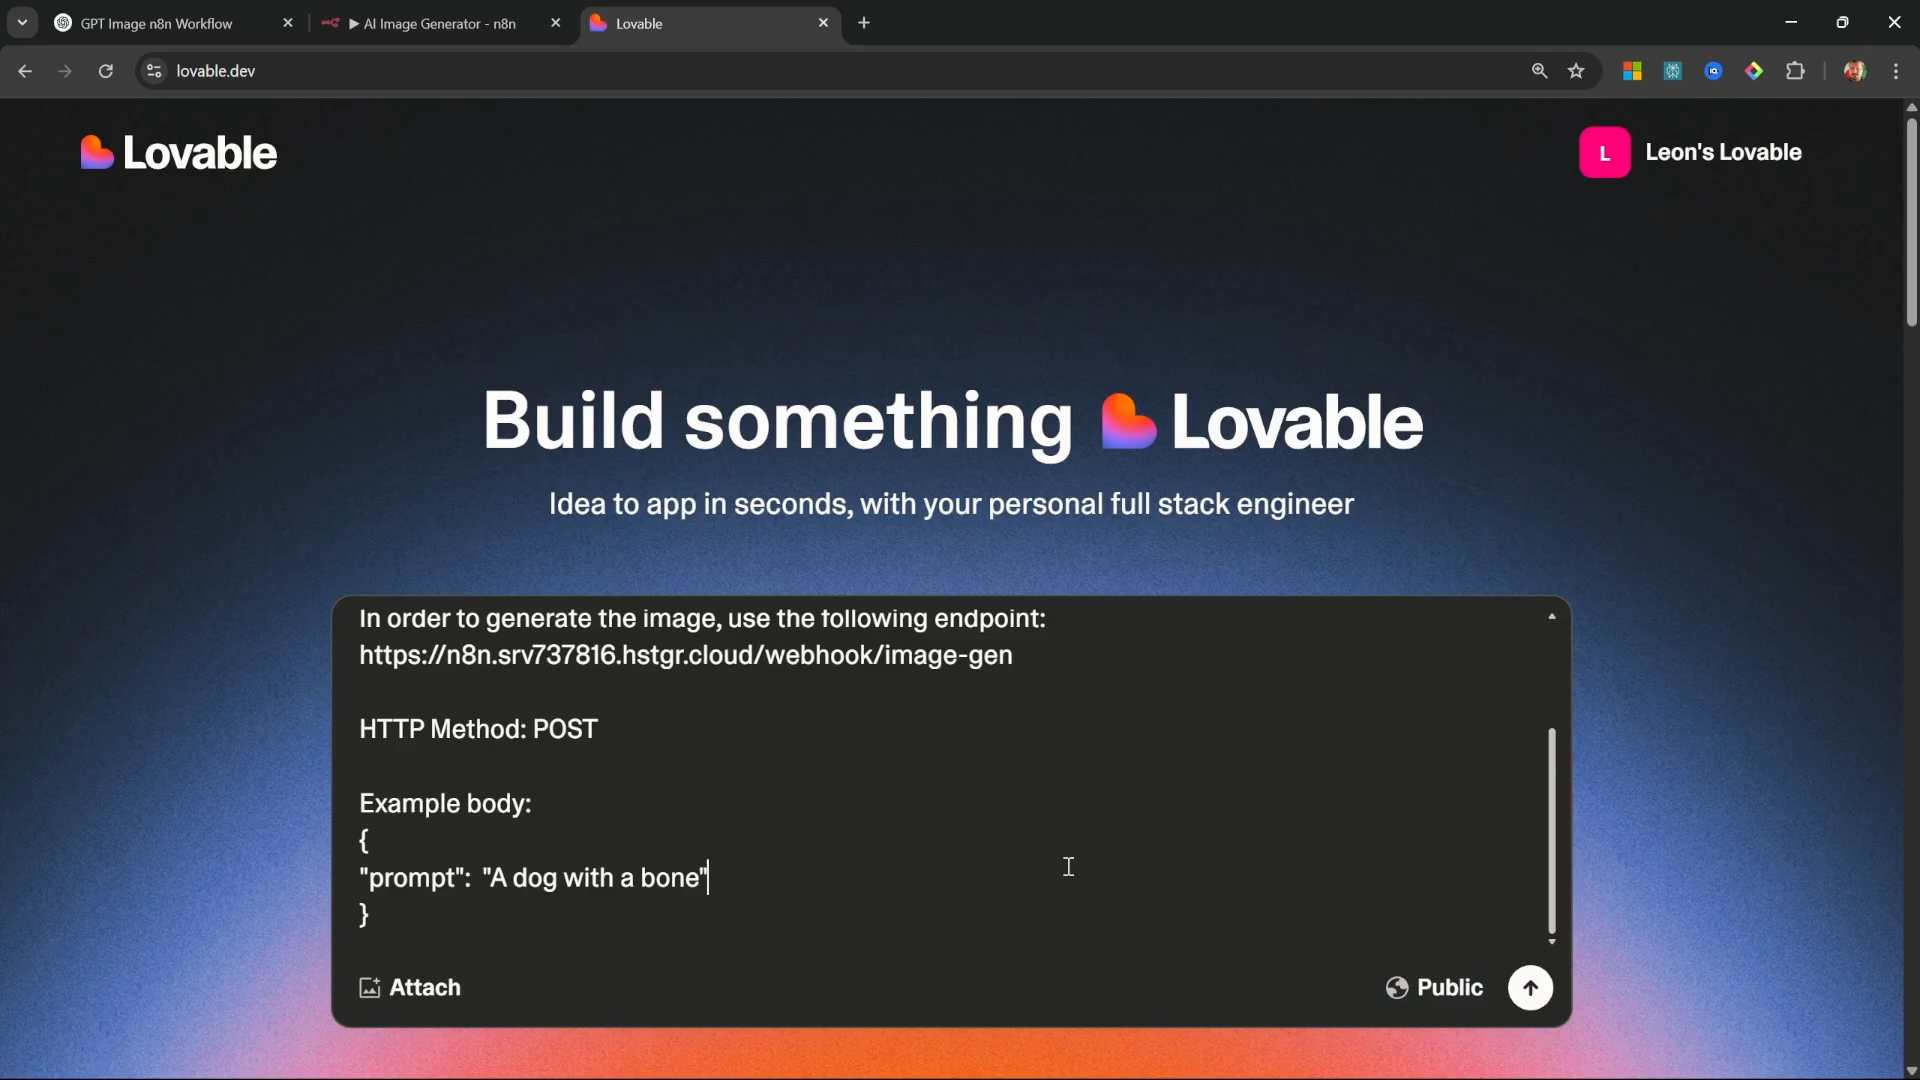 GPT Image n8n Workflow
▶ AI Image Generator - n8n
Lovable
lovable.dev
Lovable
L
Leon's Lovable
Build something Lovable
Idea to app in seconds, with your personal full stack engineer
In order to generate the image, use the following endpoint:
https://n8n.srv737816.hstgr.cloud/webhook/image-gen
HTTP Method: POST
Example body:
{
"prompt": "A dog with a bone"
}
Attach
Public